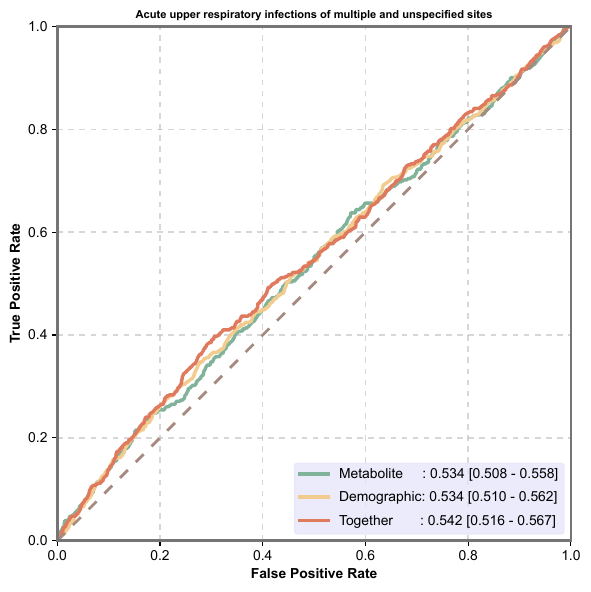 Acute upper respiratory infections of multiple and unspecified sites
1.0
0.8
0.6
0.4
0.2
0.0
True Positive Rate
Metabolite : 0.534 [0.508 - 0.558]
Demographic: 0.534 [0.510 - 0.562]
Together : 0.542 [0.516 - 0.567]
0.0 0.2 0.4 0.6 0.8 1.0
False Positive Rate